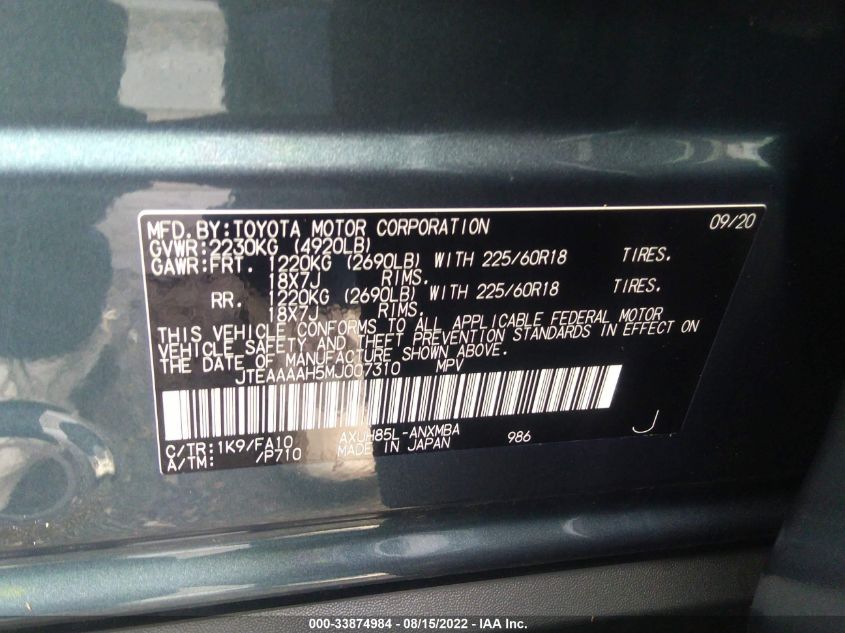 MFD.BY:TOYOTA MOTOR CORPORATION 09/20
GVWR:2230KG (4920LB)
GAWR:FRT. 1220KG (2690LB) WITH 225/60R18 TIRES.
18X7J RIMS.
RR. 1220KG (2690LB) WITH 225/60R18 TIRES.
18X7J RIMS.
THIS VEHICLE CONFORMS TO ALL APPLICABLE FEDERAL MOTOR
VEHICLE SAFETY AND THEFT PREVENTION STANDARDS IN EFFECT ON
THE DATE OF MANUFACTURE SHOWN ABOVE.
JTEAAAAH5MJ007310 MPV
C/TR:1K9/FA10 AXUH85L-ANXMBA 986 J
A/TM: /P710 MADE IN JAPAN
000-33874984 - 08/15/2022 - IAA Inc.